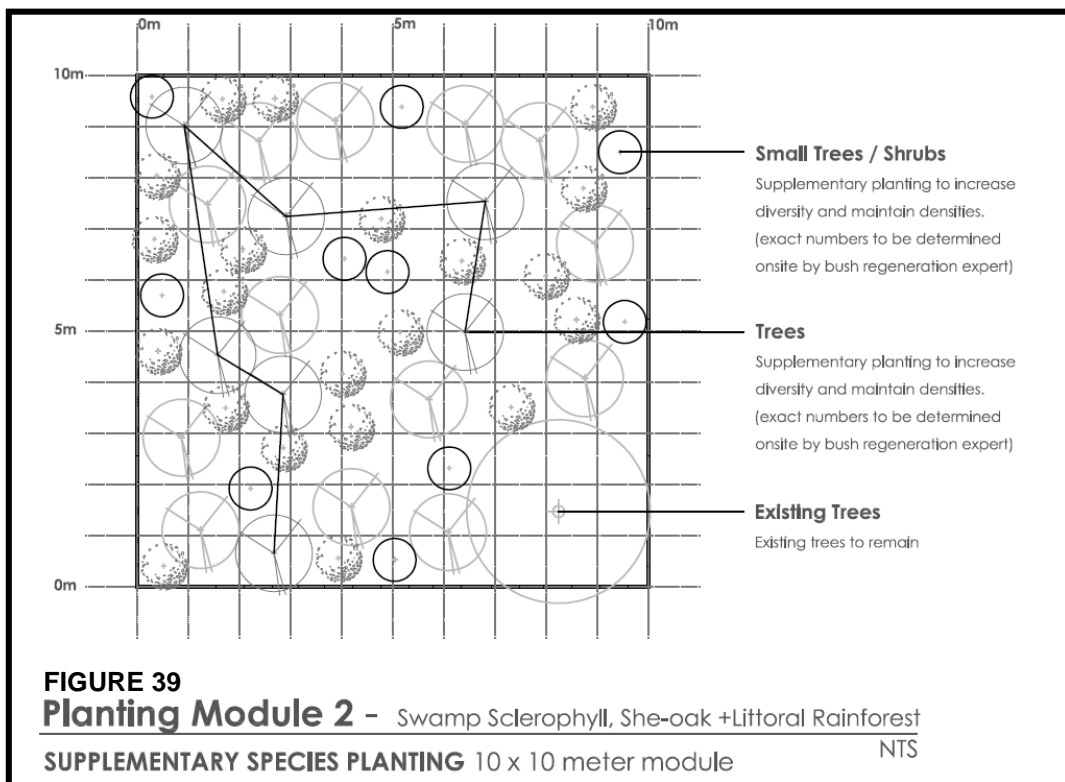 0m 5m 10m
10m
Small Trees / Shrubs
Supplementary planting to increase
diversity and maintain densities.
(exact numbers to be determined
onsite by bush regeneration expert)
5m
Trees
Supplementary planting to increase
diversity and maintain densities.
(exact numbers to be determined
onsite by bush regeneration expert)
Existing Trees
Existing trees to remain
0m
FIGURE 39
Planting Module 2 - Swamp Sclerophyll, She-oak +Littoral Rainforest
NTS
SUPPLEMENTARY SPECIES PLANTING 10 x 10 meter module